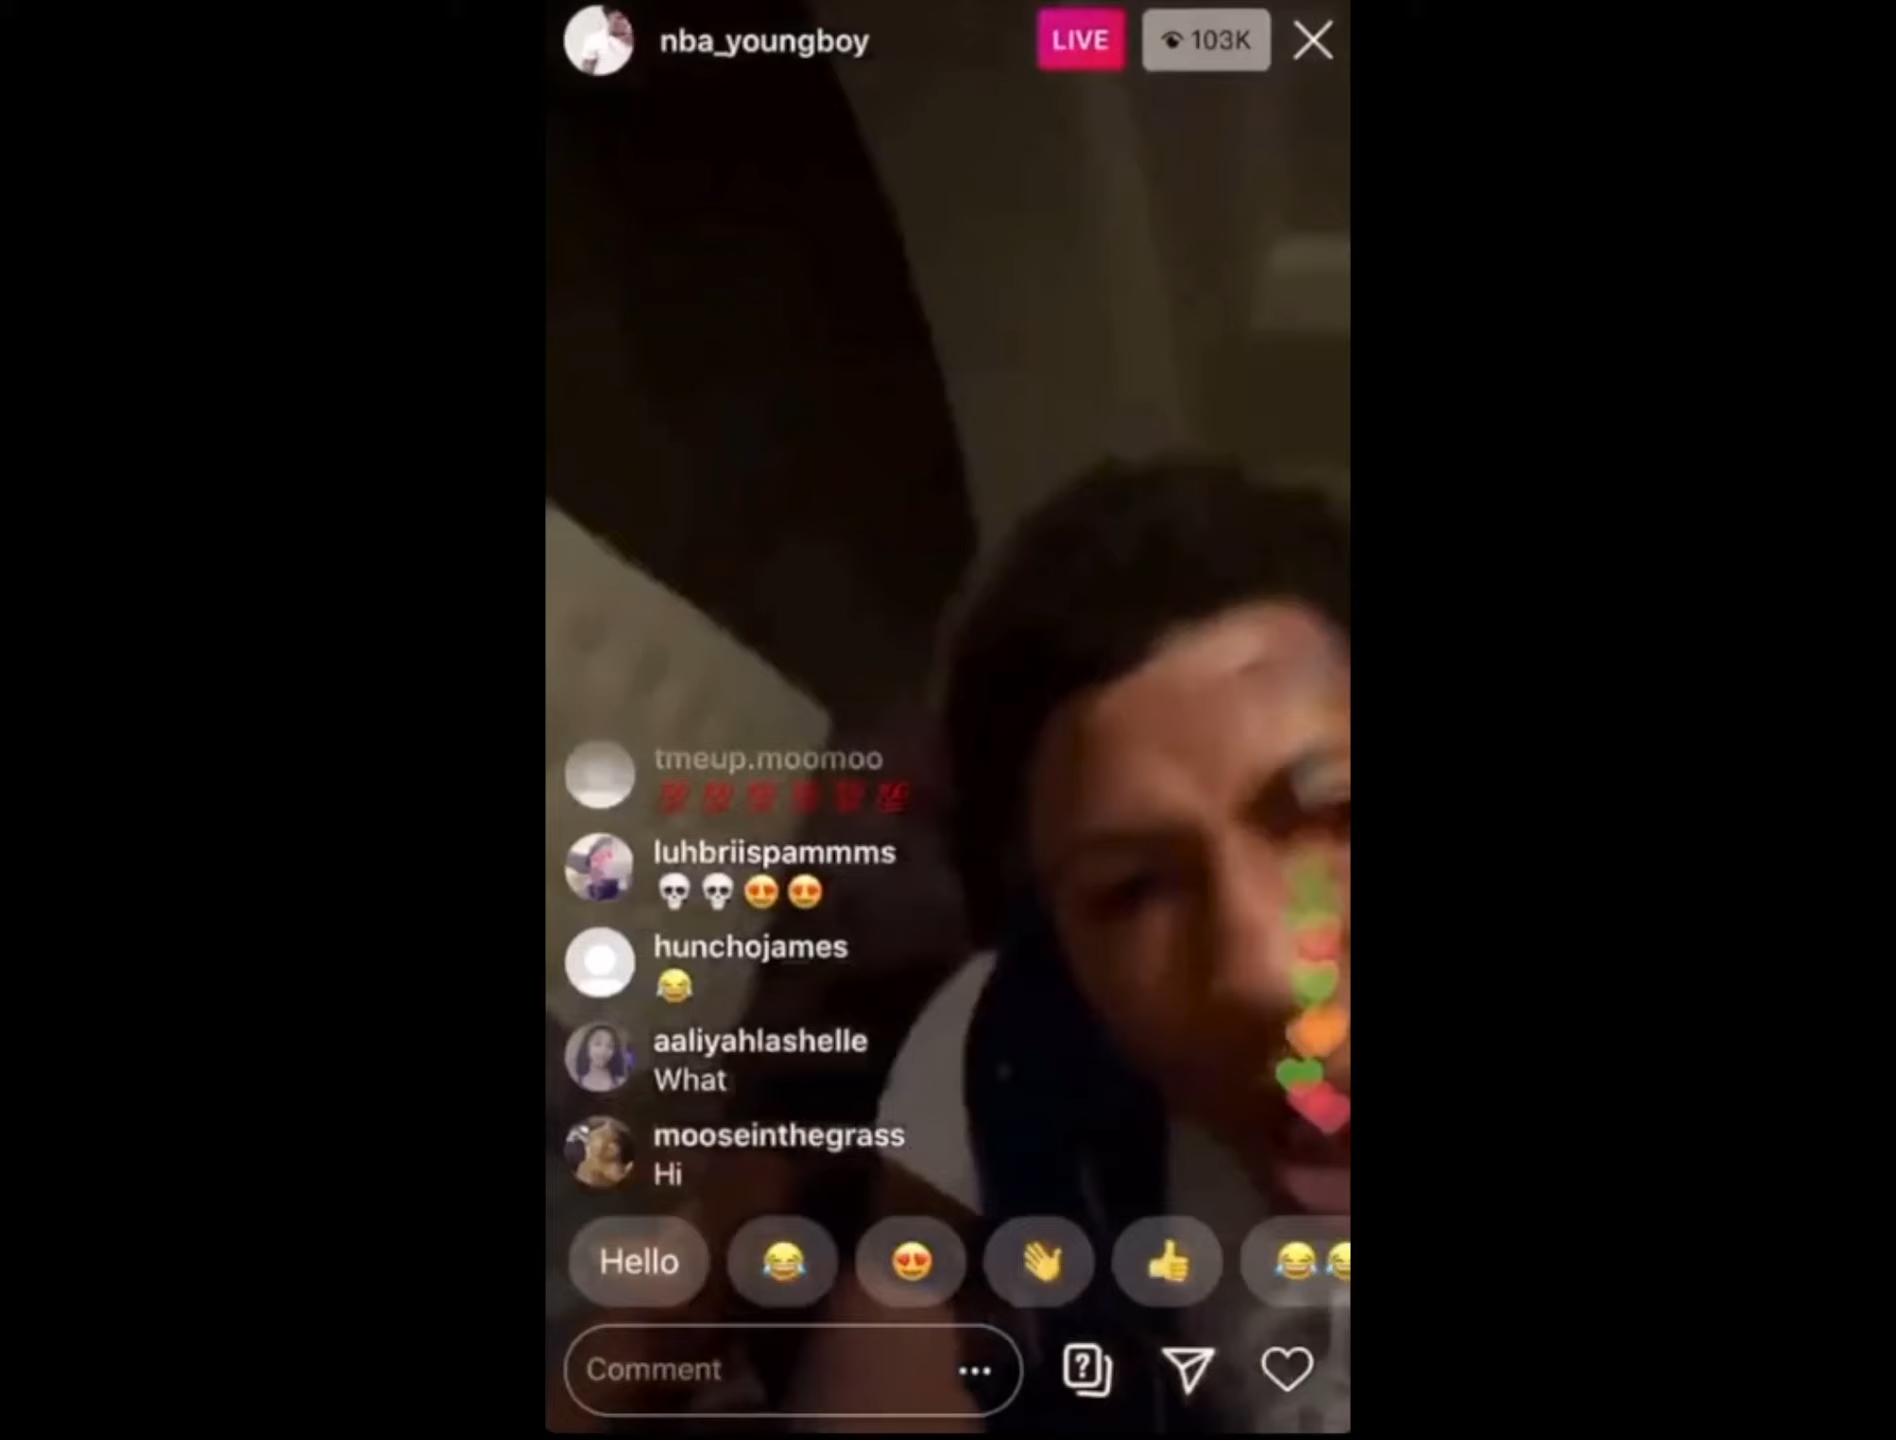 nba_youngboy LIVE 103K
tmeup.moomoo
💯 💯 💯 💯 💯 💯
luhbriispammms
💀 💀 😍 😍
hunchojames
😂
aaliyahlashelle
What
mooseinthegrass
Hi
Hello 😂 😍 👋 👍 😂 😂
Comment